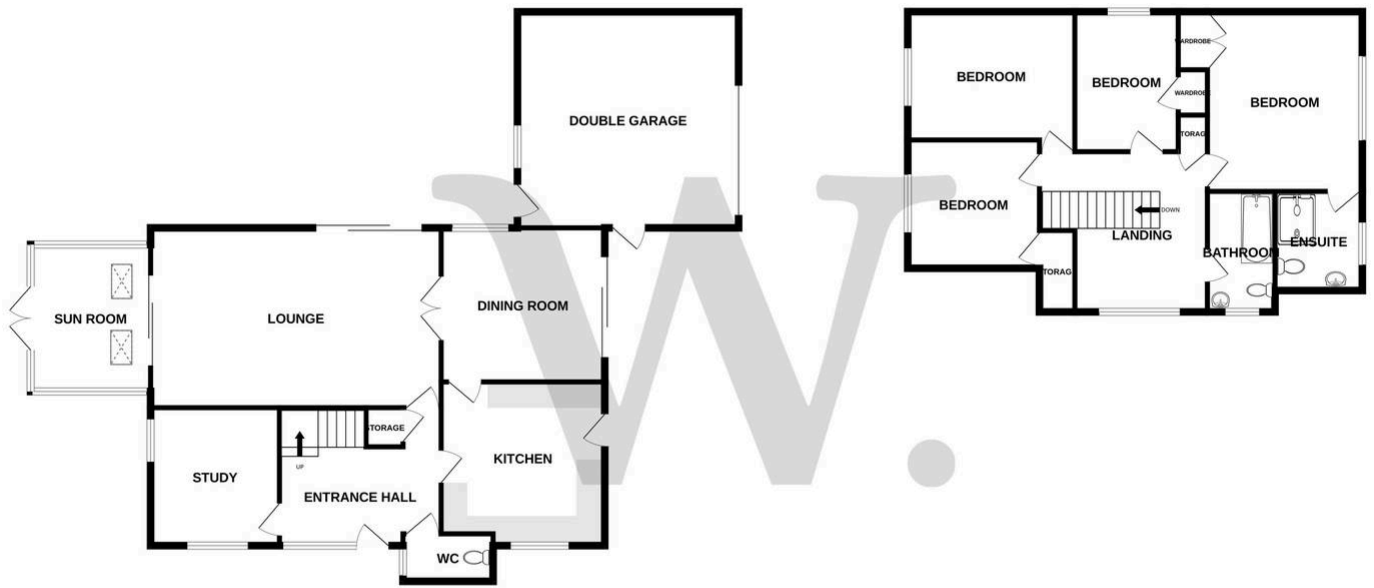 DOUBLE GARAGE
SUN ROOM
LOUNGE
DINING ROOM
STORAGE
UP
STUDY
ENTRANCE HALL
KITCHEN
WC
BEDROOM
BEDROOM
WARDROBE
WARDROBE
BEDROOM
TORAG
BEDROOM
DOWN
LANDING
TORAG
BATHROOM
ENSUITE
W.